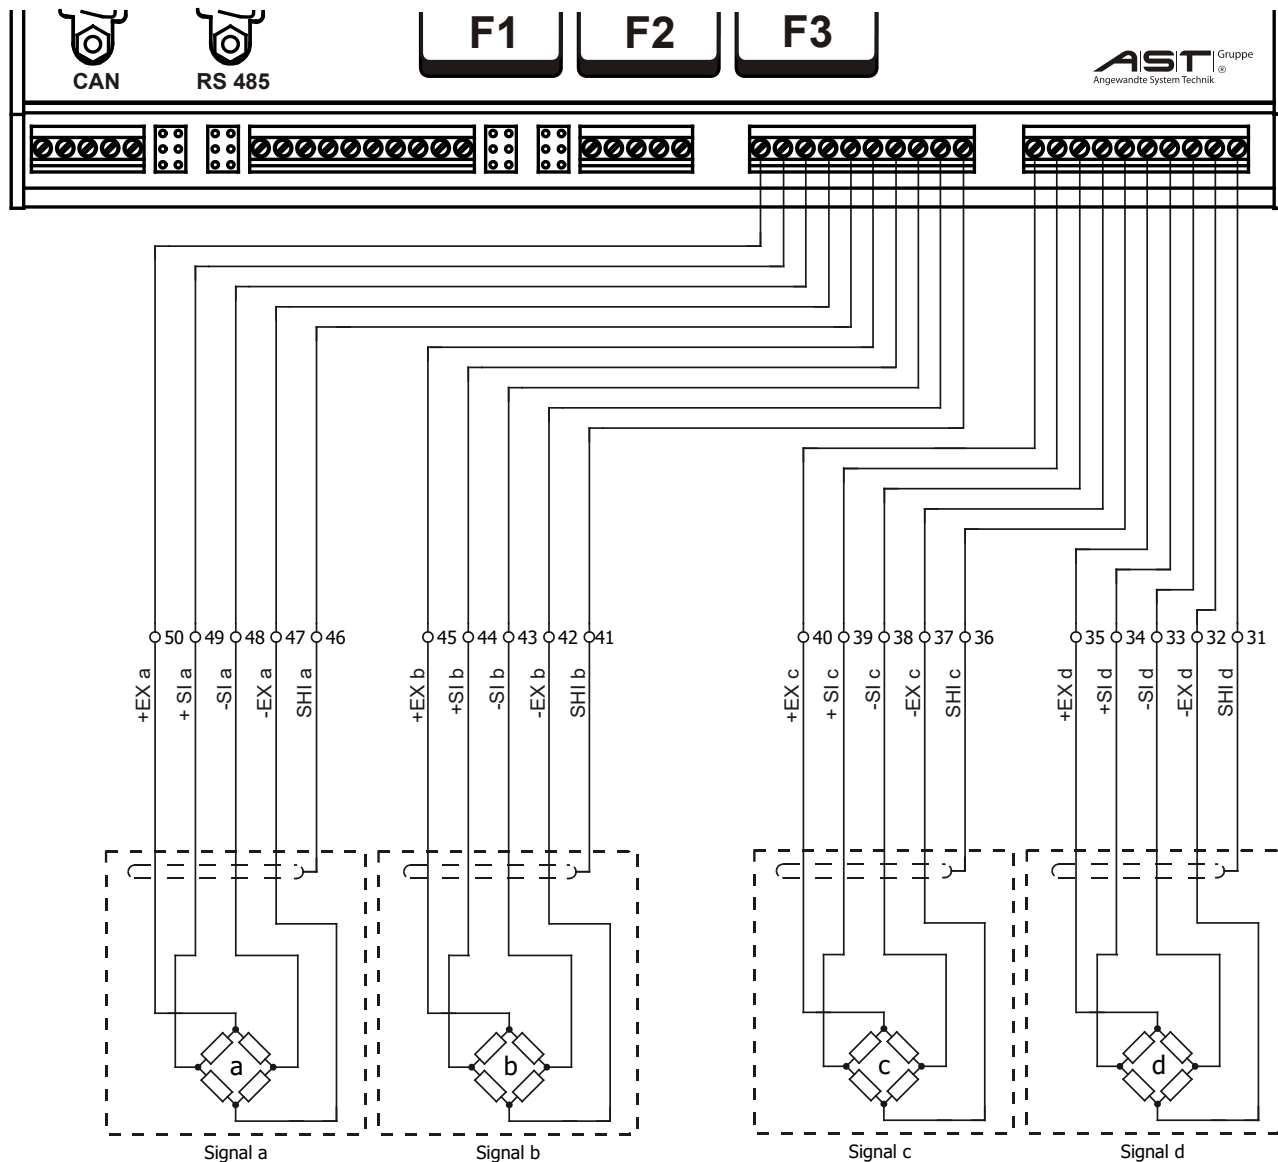 F1 F2 F3
CAN RS 485
AST Gruppe ®
Angewandte System Technik
50 49 48 47 46 45 44 43 42 41 40 39 38 37 36 35 34 33 32 31
+EX a
+ SI a
-SI a
-EX a
SHI a
+EX b
+SI b
-SI b
-EX b
SHI b
+EX c
+ SI c
-SI c
-EX c
SHI c
+EX d
+SI d
-SI d
-EX d
SHI d
a b c d
Signal a Signal b Signal c Signal d